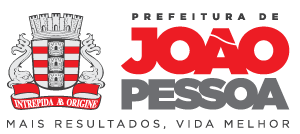 PREFEITURA DE
JOÃO
PESSOA
INTREPIDA AB ORIGINE
MAIS RESULTADOS, VIDA MELHOR